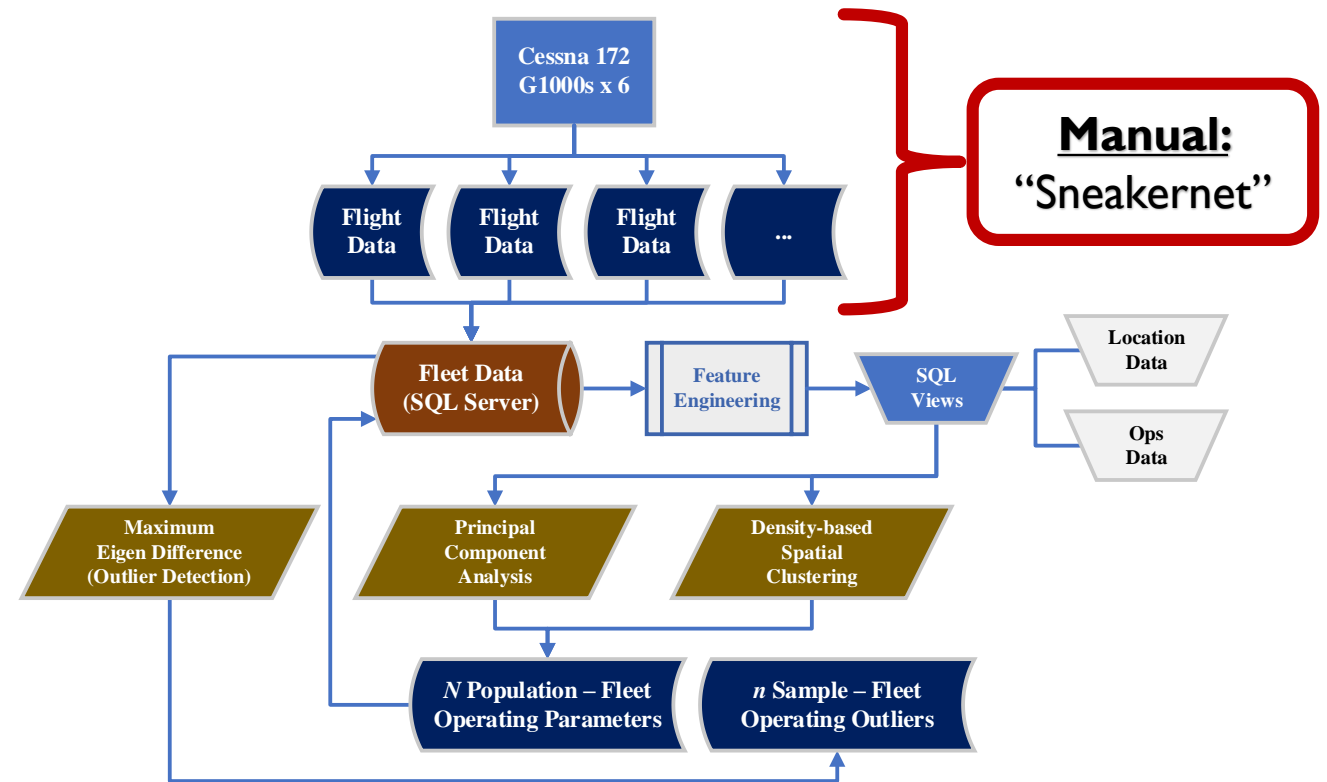 Cessna 172
G1000s x 6
Manual:
“Sneakernet”
Flight
Data
Flight
Data
Flight
Data
...
Fleet Data
(SQL Server)
Feature
Engineering
SQL
Views
Location
Data
Ops
Data
Maximum
Eigen Difference
(Outlier Detection)
Principal
Component
Analysis
Density-based
Spatial
Clustering
N Population – Fleet
Operating Parameters
n Sample – Fleet
Operating Outliers